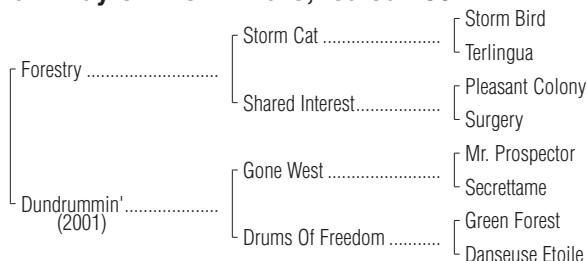 Storm Bird
Storm Cat ........................
Terlingua
Forestry ...........................
Pleasant Colony
Shared Interest.................
Surgery
Mr. Prospector
Gone West ......................
Secrettame
Dundrummin'...................
(2001)
Green Forest
Drums Of Freedom ..........
Danseuse Etoile